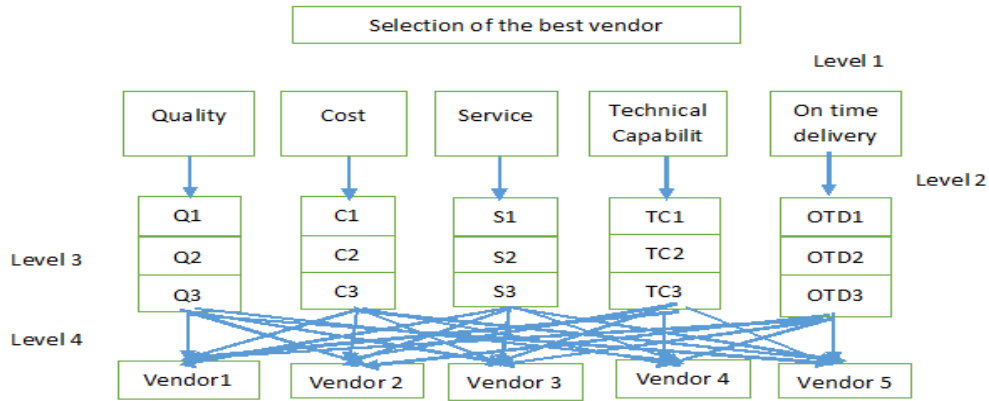 Selection of the best vendor
Level 1
Quality
Cost
Service
Technical
Capabilit
On time
delivery
Level 2
Q1
C1
S1
TC1
OTD1
Level 3
Q2
C2
S2
TC2
OTD2
Q3
C3
S3
TC3
OTD3
Level 4
Vendor1
Vendor 2
Vendor 3
Vendor 4
Vendor 5